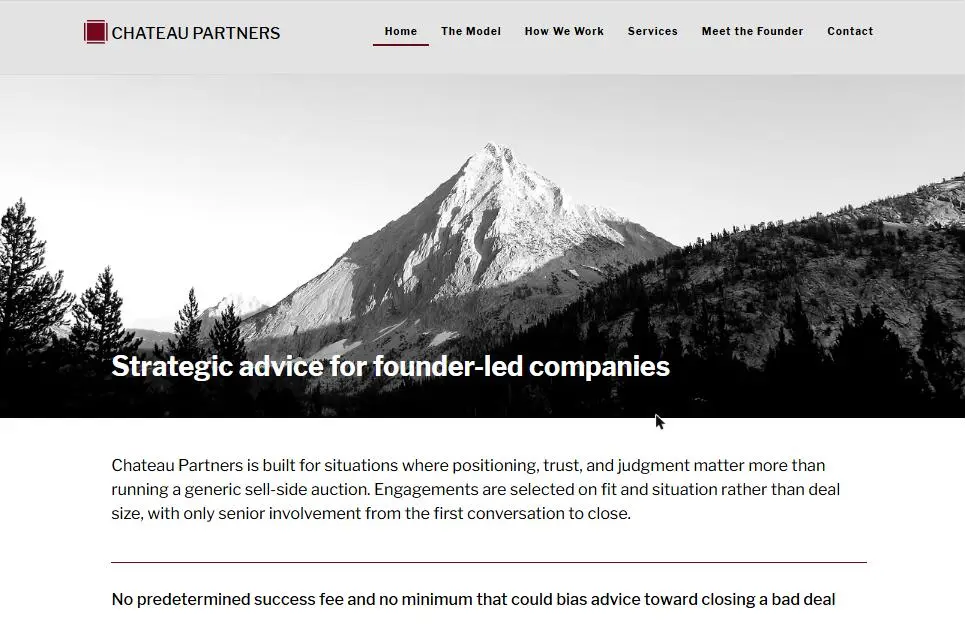 CHATEAU PARTNERS
Home
The Model
How We Work
Services
Meet the Founder
Contact
Strategic advice for founder-led companies
Chateau Partners is built for situations where positioning, trust, and judgment matter more than
running a generic sell-side auction. Engagements are selected on fit and situation rather than deal
size, with only senior involvement from the first conversation to close.
No predetermined success fee and no minimum that could bias advice toward closing a bad deal